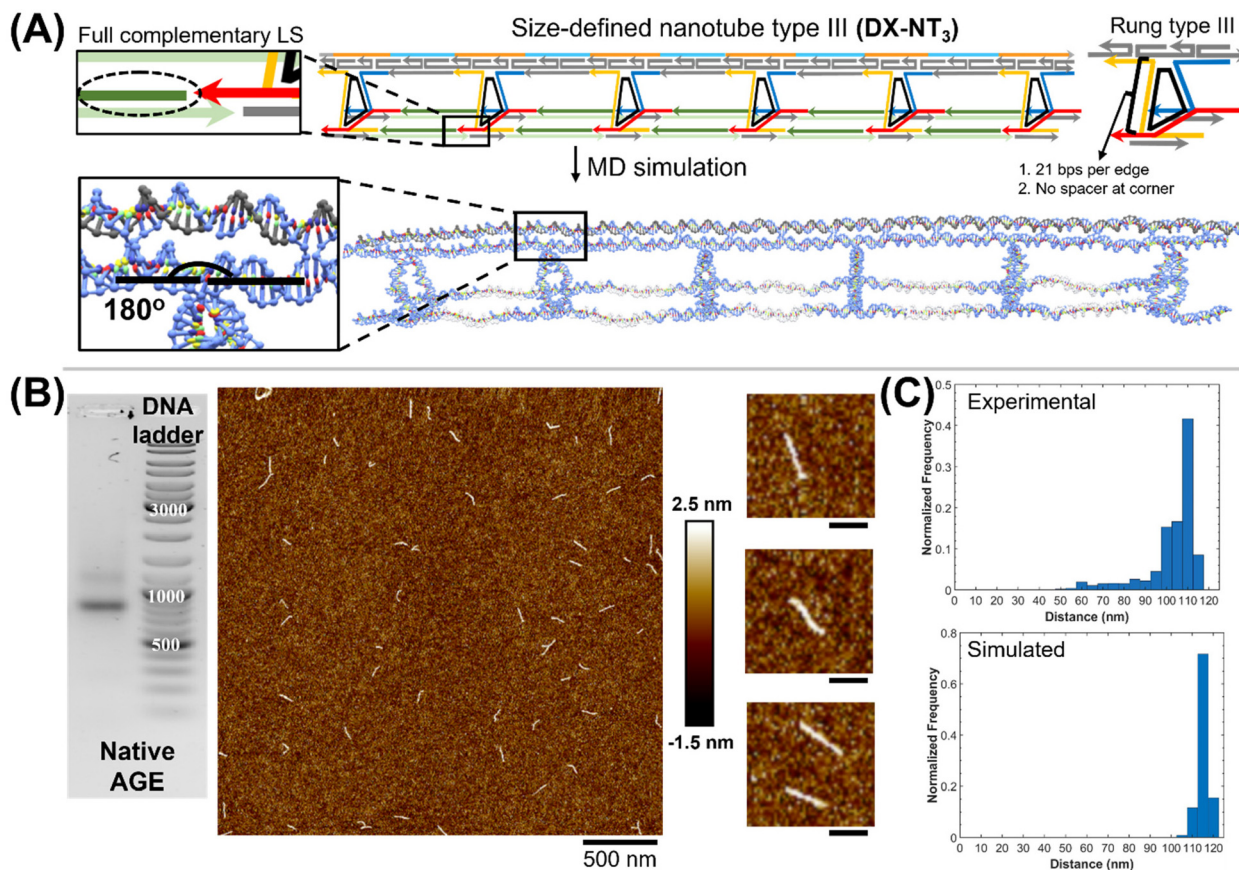 (A)
Full complementary LS
Size-defined nanotube type III (DX-NT₃)
Rung type III
1. 21 bps per edge
2. No spacer at corner
MD simulation
180°
(B)
DNA
ladder
3000
1000
500
Native
AGE
2.5 nm
-1.5 nm
500 nm
(C)
Experimental
Normalized Frequency
0.5
0.4
0.3
0.2
0.1
0
0 10 20 30 40 50 60 70 80 90 100 110 120
Distance (nm)
Simulated
Normalized Frequency
0.8
0.6
0.4
0.2
0
0 10 20 30 40 50 60 70 80 90 100 110 120
Distance (nm)